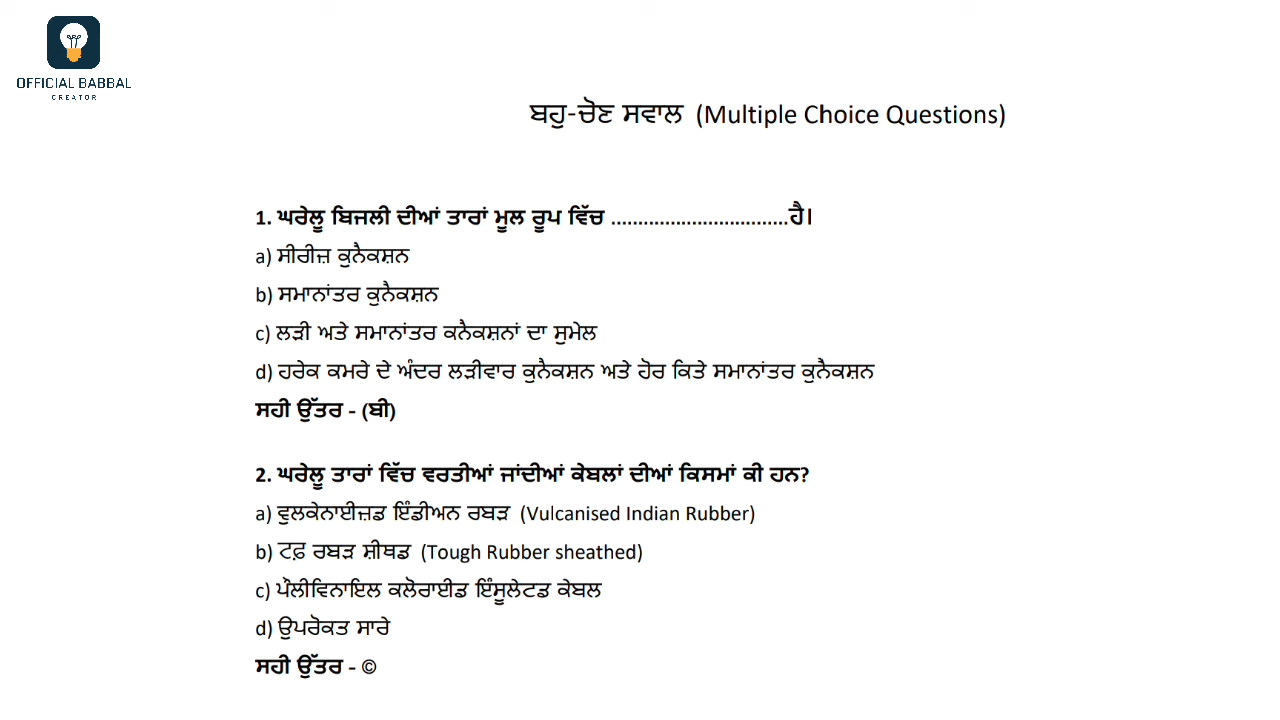 OFFICIAL BABBAL
CREATOR
ਬਹੁ-ਚੋਣ ਸਵਾਲ (Multiple Choice Questions)
1. ਘਰੇਲੂ ਬਿਜਲੀ ਦੀਆਂ ਤਾਰਾਂ ਮੂਲ ਰੂਪ ਵਿੱਚ .................................ਹੈ।
a) ਸੀਰੀਜ਼ ਕੁਨੈਕਸ਼ਨ
b) ਸਮਾਨਾਂਤਰ ਕੁਨੈਕਸ਼ਨ
c) ਲੜੀ ਅਤੇ ਸਮਾਨਾਂਤਰ ਕਨੈਕਸ਼ਨਾਂ ਦਾ ਸੁਮੇਲ
d) ਹਰੇਕ ਕਮਰੇ ਦੇ ਅੰਦਰ ਲੜੀਵਾਰ ਕੁਨੈਕਸ਼ਨ ਅਤੇ ਹੋਰ ਕਿਤੇ ਸਮਾਨਾਂਤਰ ਕੁਨੈਕਸ਼ਨ
ਸਹੀ ਉੱਤਰ - (ਬੀ)
2. ਘਰੇਲੂ ਤਾਰਾਂ ਵਿੱਚ ਵਰਤੀਆਂ ਜਾਂਦੀਆਂ ਕੇਬਲਾਂ ਦੀਆਂ ਕਿਸਮਾਂ ਕੀ ਹਨ?
a) ਵੁਲਕੇਨਾਈਜ਼ਡ ਇੰਡੀਅਨ ਰਬੜ (Vulcanised Indian Rubber)
b) ਟਫ਼ ਰਬੜ ਸ਼ੀਥਡ (Tough Rubber sheathed)
c) ਪੌਲੀਵਿਨਾਇਲ ਕਲੋਰਾਈਡ ਇੰਸੂਲੇਟਡ ਕੇਬਲ
d) ਉਪਰੋਕਤ ਸਾਰੇ
ਸਹੀ ਉੱਤਰ - ©